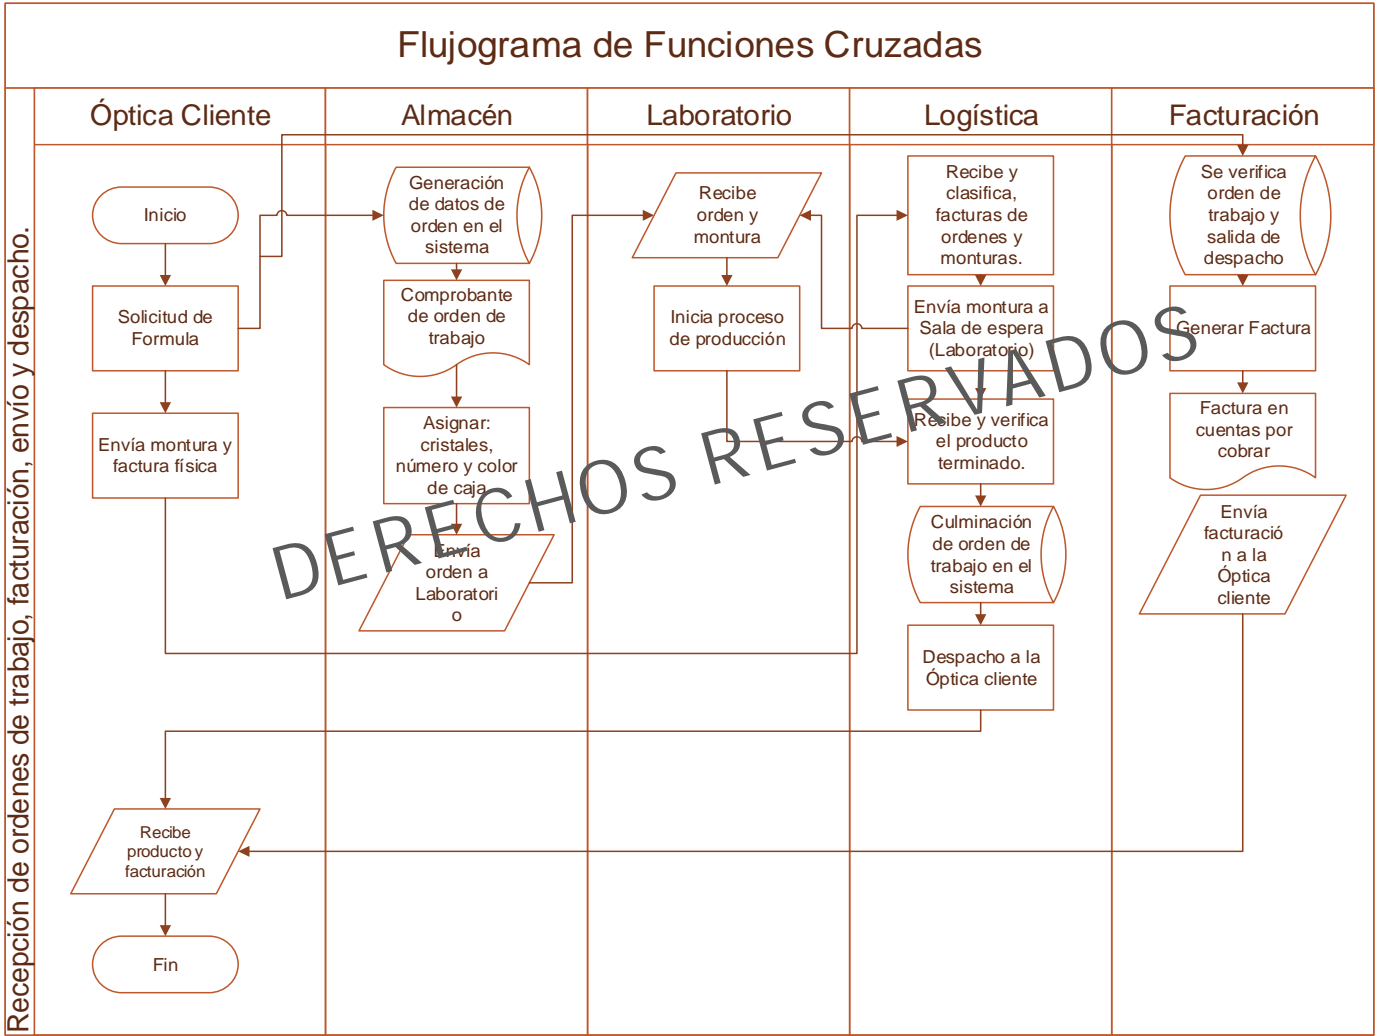 Flujograma de Funciones Cruzadas
Recepción de ordenes de trabajo, facturación, envío y despacho.
Óptica Cliente
Almacén
Laboratorio
Logística
Facturación
Inicio
Solicitud de
Formula
Envía montura y
factura física
Recibe
producto y
facturación
Fin
Generación
de datos de
orden en el
sistema
Comprobante
de orden de
trabajo
Asignar:
cristales,
número y color
de caja
Envía
orden a
Laboratori
o
Recibe
orden y
montura
Inicia proceso
de producción
Recibe y
clasifica,
facturas de
ordenes y
monturas.
Envía montura a
Sala de espera
(Laboratorio)
Recibe y verifica
el producto
terminado.
Culminación
de orden de
trabajo en el
sistema
Despacho a la
Óptica cliente
Se verifica
orden de
trabajo y
salida de
despacho
Generar Factura
Factura en
cuentas por
cobrar
Envía
facturació
n a la
Óptica
cliente
DERECHOS RESERVADOS